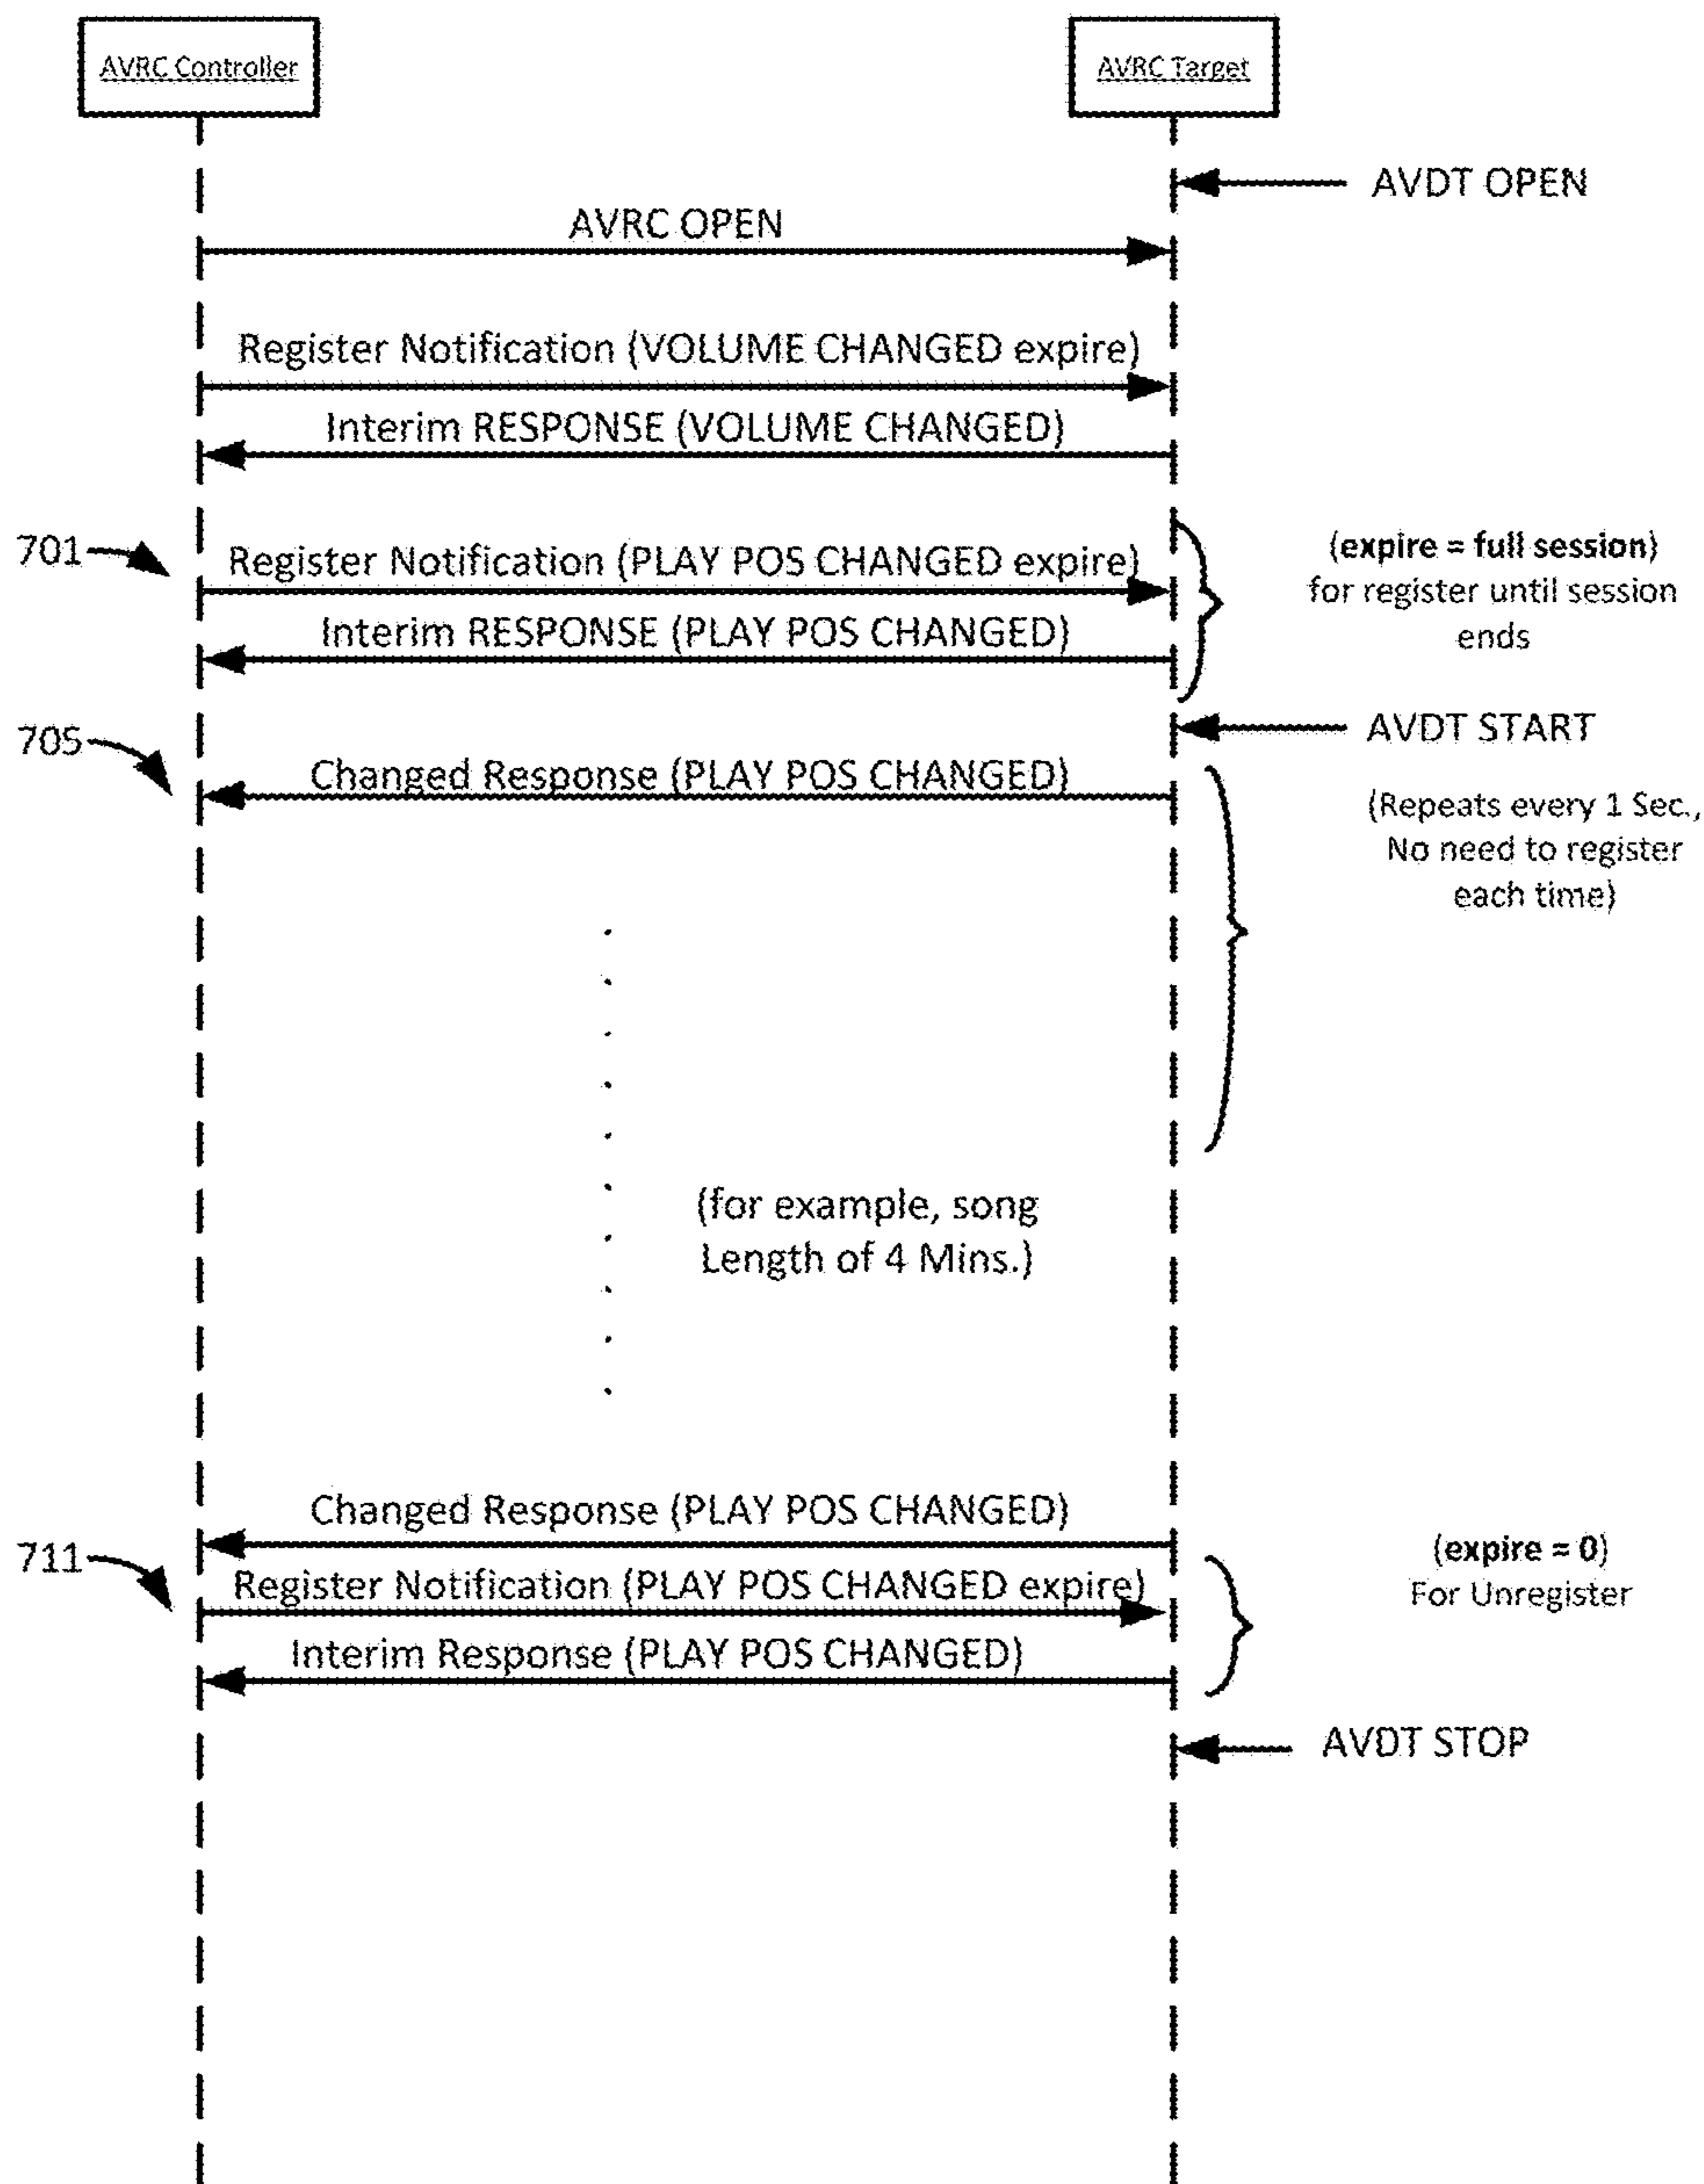 AVRC Controller
AVRC Target
AVDT OPEN
AVRC OPEN
Register Notification (VOLUME CHANGED expire)
Interim RESPONSE (VOLUME CHANGED)
701
Register Notification (PLAY POS CHANGED expire)
(expire = full session)
for register until session
ends
Interim RESPONSE (PLAY POS CHANGED)
705
AVDT START
Changed Response (PLAY POS CHANGED)
(Repeats every 1 Sec.,
No need to register
each time)
(for example, song
Length of 4 Mins.)
Changed Response (PLAY POS CHANGED)
711
(expire = 0)
For Unregister
Register Notification (PLAY POS CHANGED expire)
Interim Response (PLAY POS CHANGED)
AVDT STOP